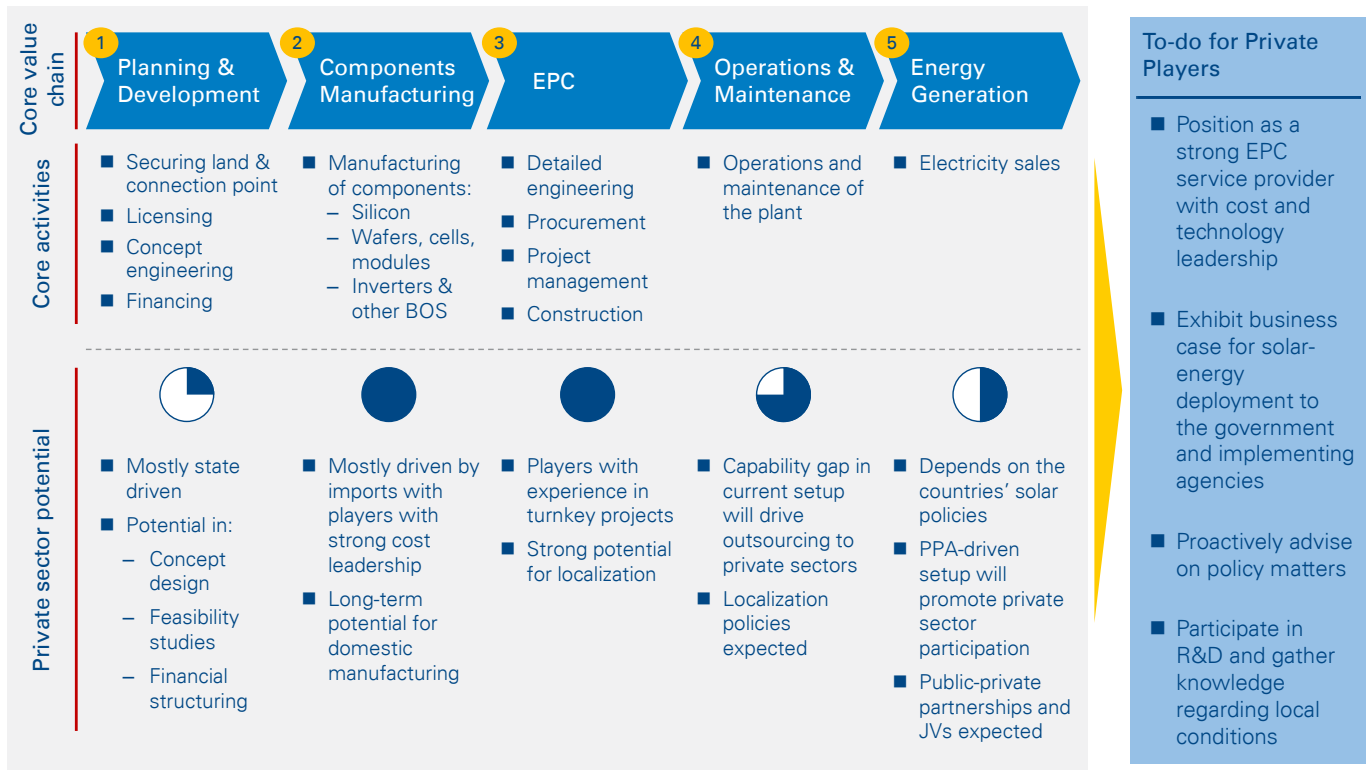 Core value
chain
1
Planning &
Development
2
Components
Manufacturing
3
EPC
4
Operations &
Maintenance
5
Energy
Generation
Core activities
■ Securing land &
connection point
■ Licensing
■ Concept
engineering
■ Financing
■ Manufacturing
of components:
– Silicon
– Wafers, cells,
modules
– Inverters &
other BOS
■ Detailed
engineering
■ Procurement
■ Project
management
■ Construction
■ Operations and
maintenance of
the plant
■ Electricity sales
Private sector potential
■ Mostly state
driven
■ Potential in:
– Concept
design
– Feasibility
studies
– Financial
structuring
■ Mostly driven by
imports with
players with
strong cost
leadership
■ Long-term
potential for
domestic
manufacturing
■ Players with
experience in
turnkey projects
■ Strong potential
for localization
■ Capability gap in
current setup
will drive
outsourcing to
private sectors
■ Localization
policies
expected
■ Depends on the
countries’ solar
policies
■ PPA-driven
setup will
promote private
sector
participation
■ Public-private
partnerships and
JVs expected
To-do for Private
Players
■ Position as a
strong EPC
service provider
with cost and
technology
leadership
■ Exhibit business
case for solar-
energy
deployment to
the government
and implementing
agencies
■ Proactively advise
on policy matters
■ Participate in
R&D and gather
knowledge
regarding local
conditions